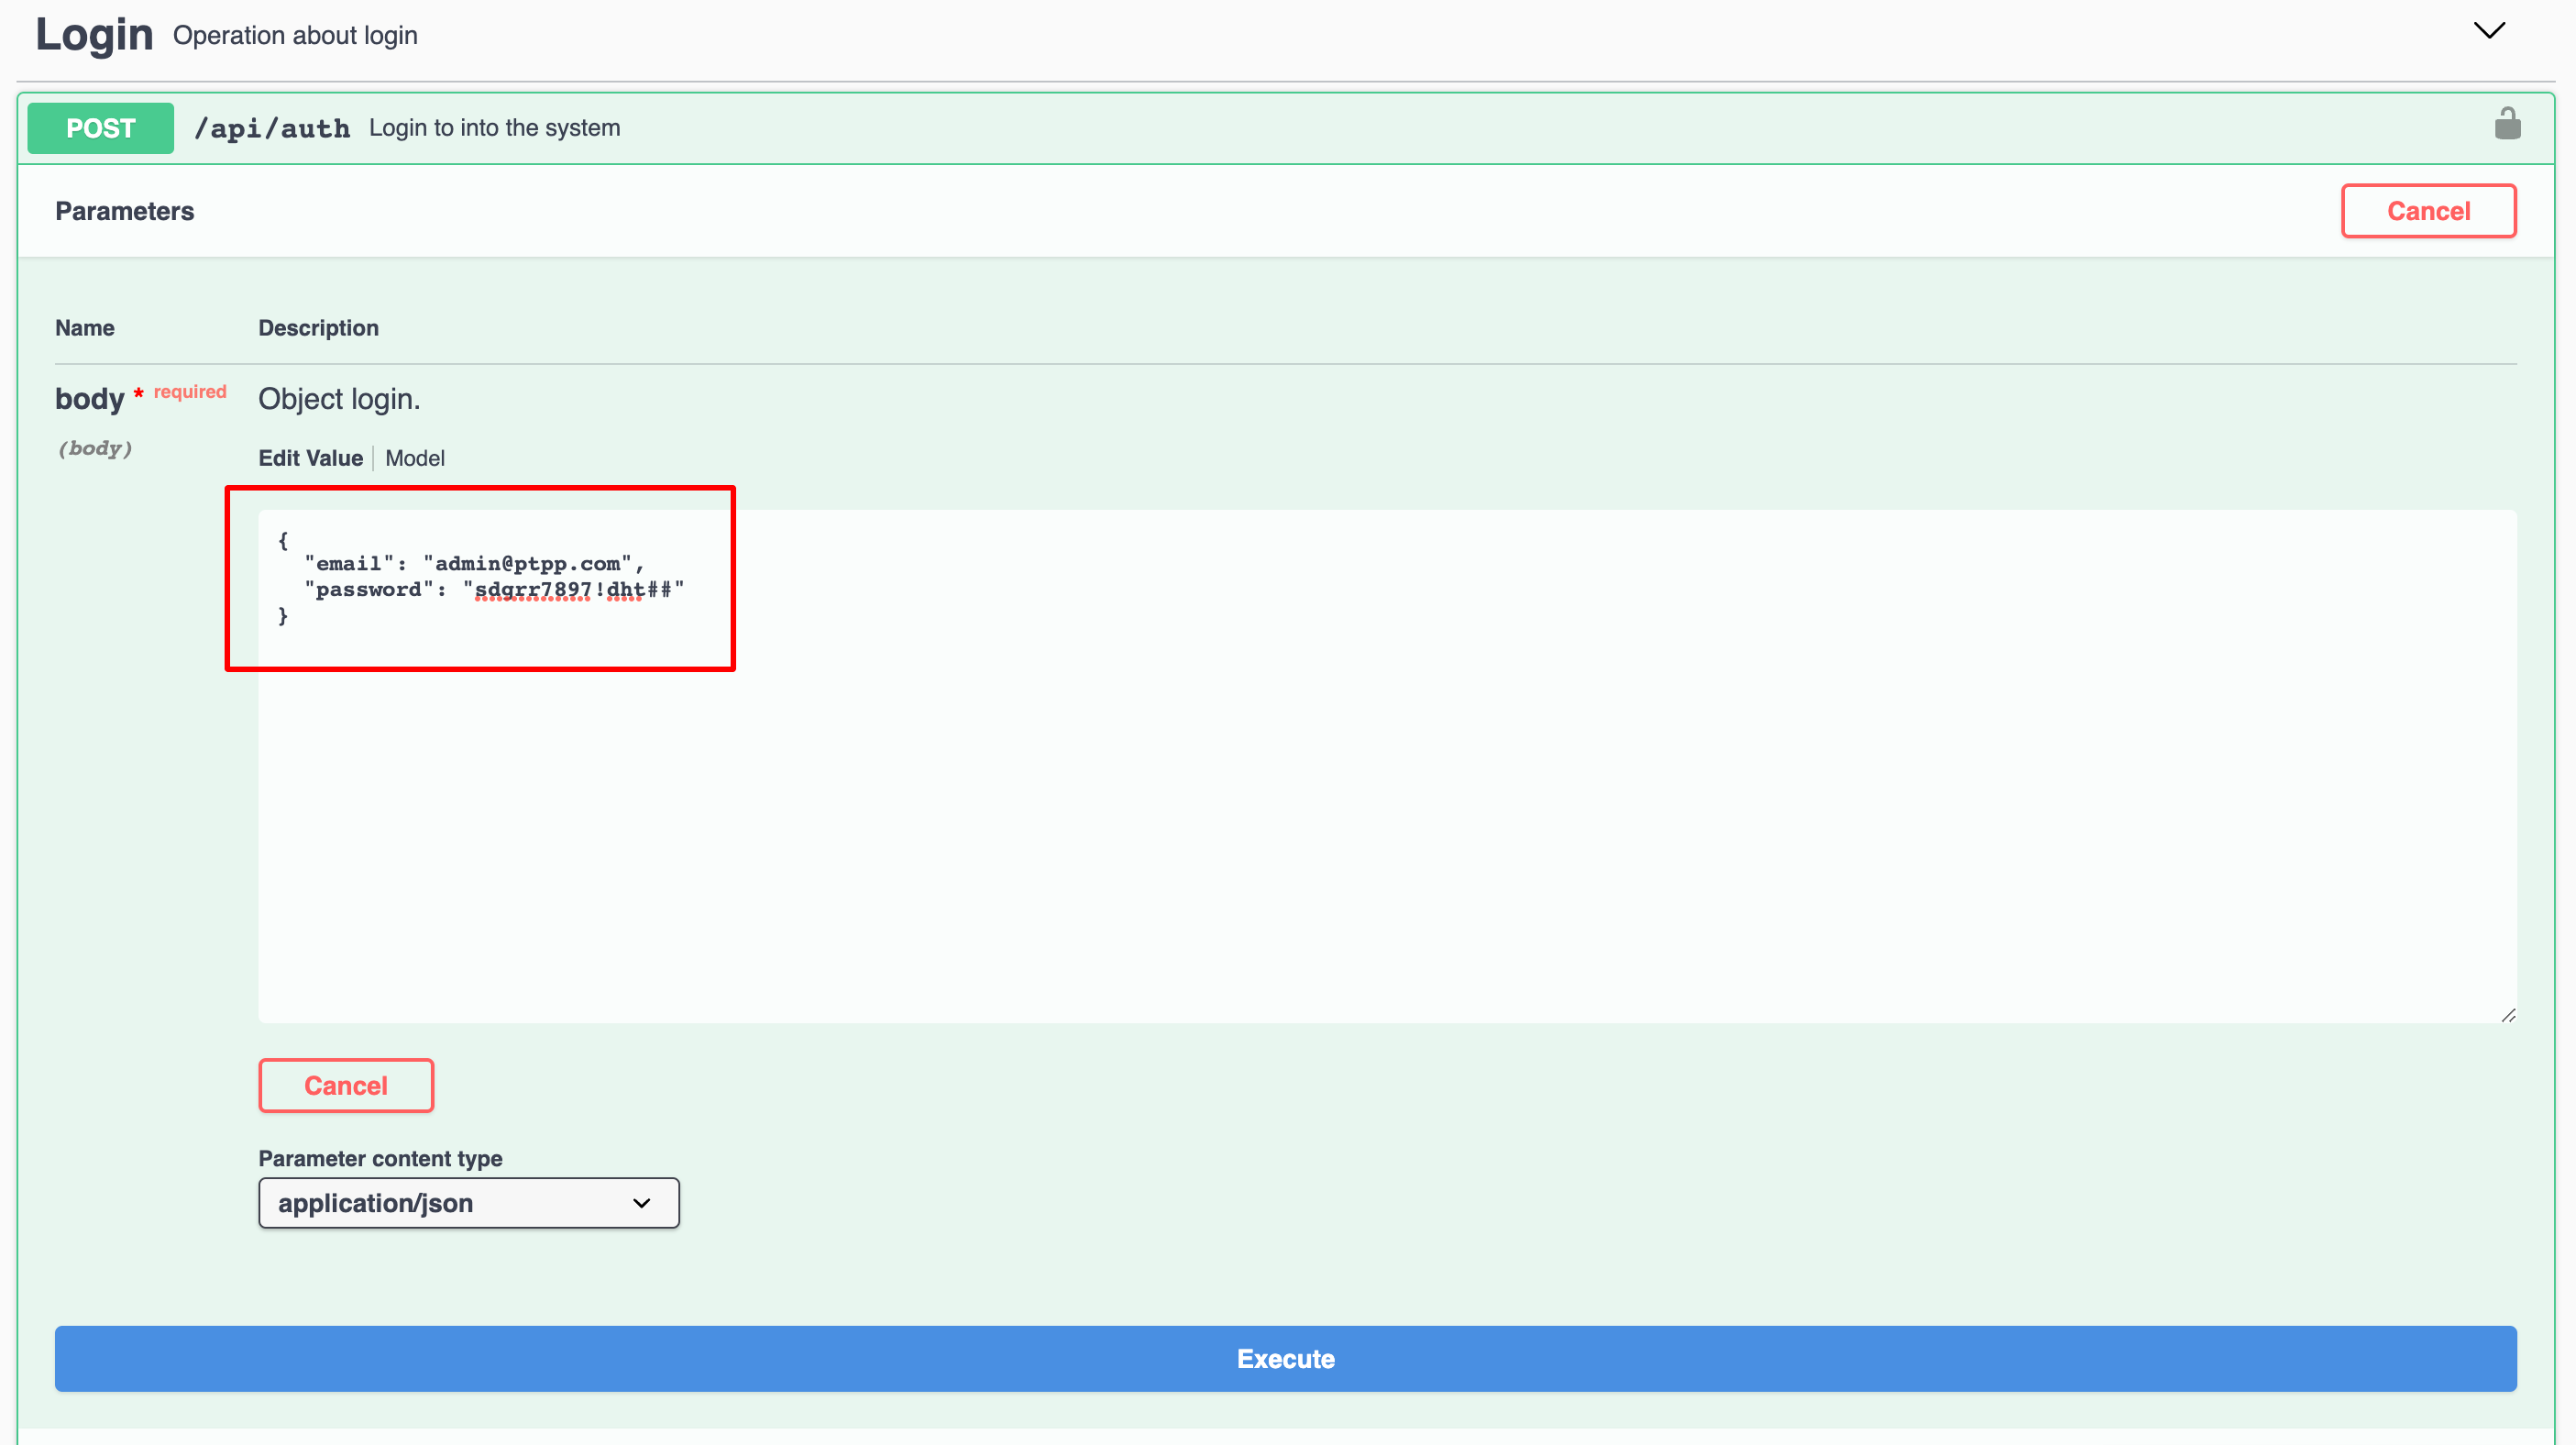 Login Operation about login
POST /api/auth Login to into the system
Parameters Cancel
Name Description
body * required Object login.
(body)
Edit Value Model
{
"email": "admin@ptpp.com",
"password": "sdgrr7897!dht##"
}
Cancel
Parameter content type
application/json
Execute